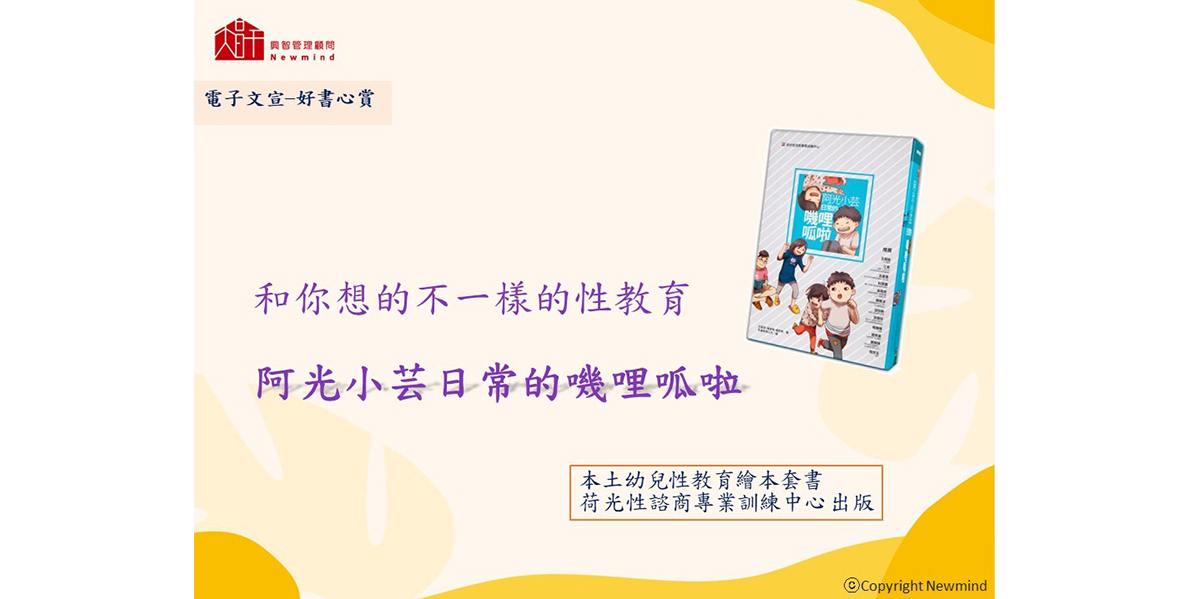 興智管理顧問
Newmind
電子文宣–好書心賞
阿光小芸
日常的
嘰哩
呱啦
推薦
和你想的不一樣的性教育
阿光小芸日常的嘰哩呱啦
本土幼兒性教育繪本套書
荷光性諮商專業訓練中心 出版
©Copyright Newmind